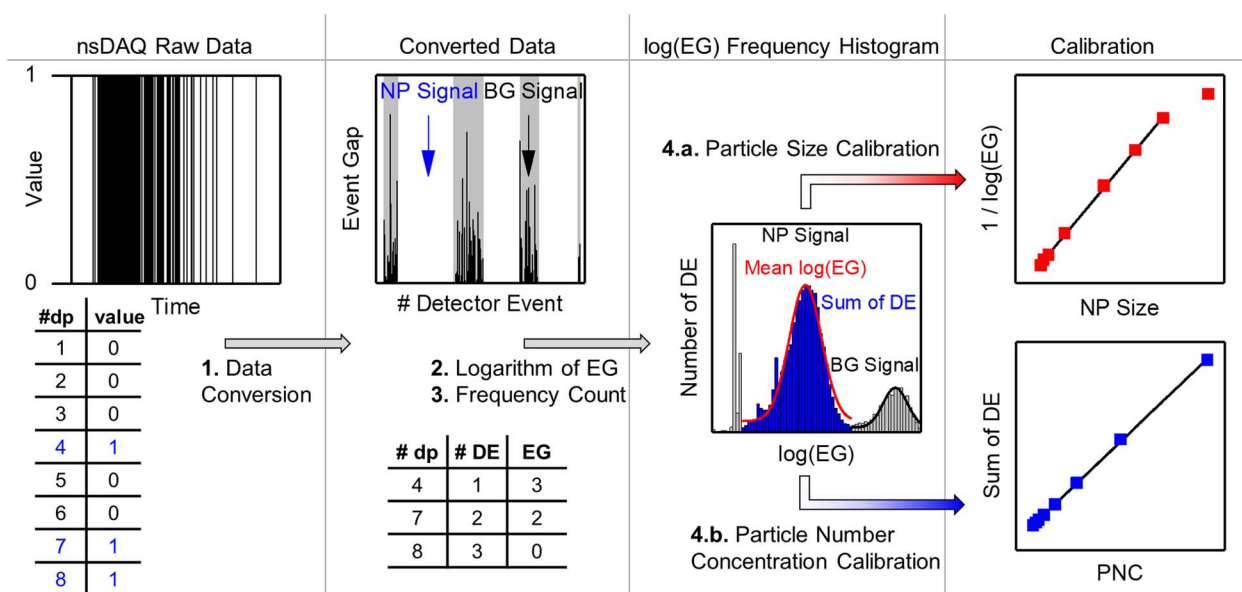 nsDAQ Raw Data
Converted Data
log(EG) Frequency Histogram
Calibration
1
0
Value
Time
#dp value
1 0
2 0
3 0
4 1
5 0
6 0
7 1
8 1
1. Data
Conversion
NP Signal BG Signal
Event Gap
# Detector Event
2. Logarithm of EG
3. Frequency Count
# dp # DE EG
4 1 3
7 2 2
8 3 0
4.a. Particle Size Calibration
NP Signal
Mean log(EG)
Sum of DE
BG Signal
Number of DE
log(EG)
4.b. Particle Number
Concentration Calibration
1 / log(EG)
NP Size
Sum of DE
PNC